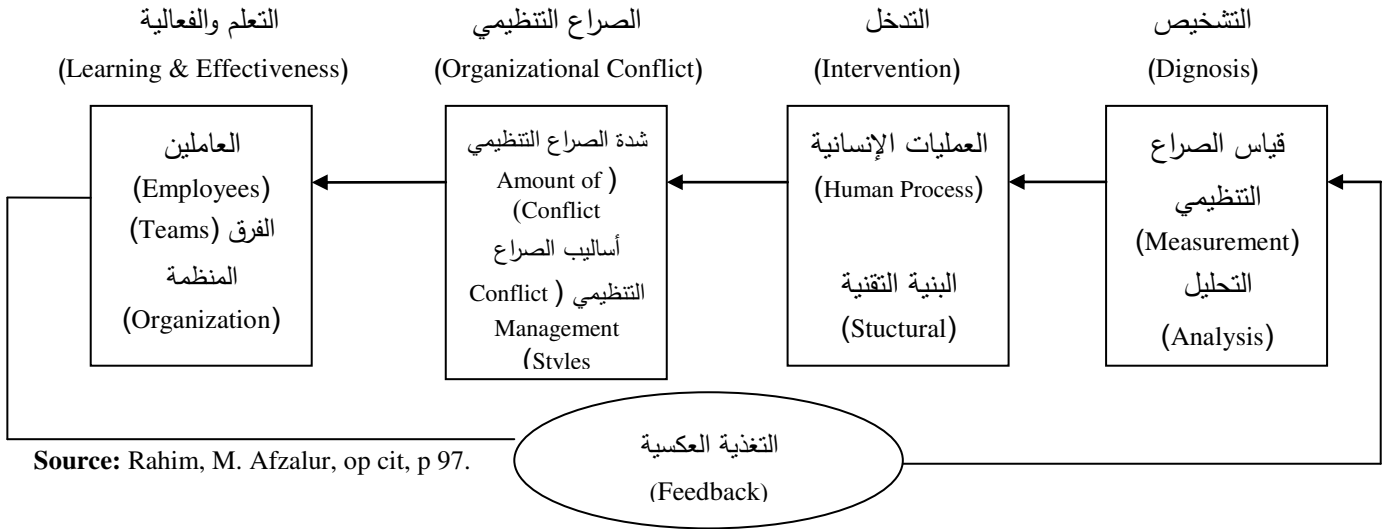 التشخيص
(Dignosis)
قياس الصراع
التنظيمي
(Measurement)
التحليل
(Analysis)
التدخل
(Intervention)
العمليات الإنسانية
(Human Process)
البنية التقنية
(Stuctural)
الصراع التنظيمي
(Organizational Conflict)
شدة الصراع التنظيمي
Amount of )
(Conflict
أساليب الصراع
التنظيمي ( Conflict
Management
(Styles
التعلم والفعالية
(Learning & Effectiveness)
العاملين
(Employees)
الفرق (Teams)
المنظمة
(Organization)
التغذية العكسية
(Feedback)
Source: Rahim, M. Afzalur, op cit, p 97.